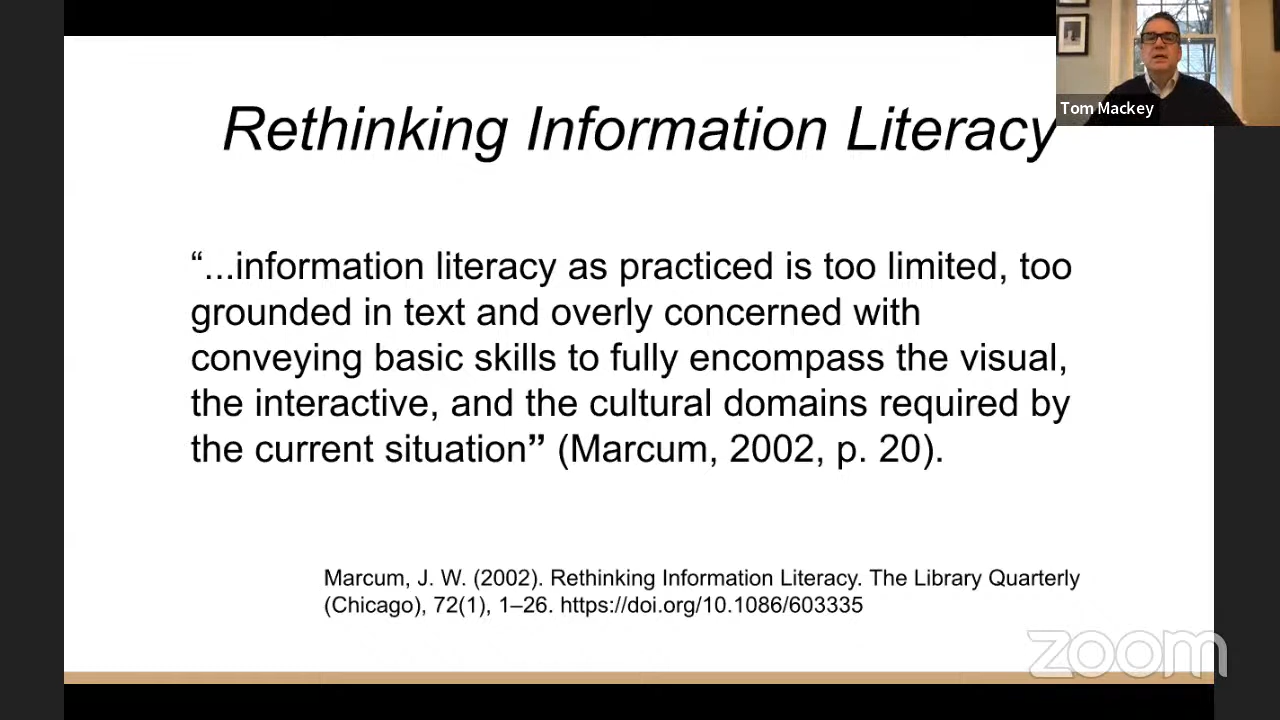 Rethinking Information Literacy
Tom Mackey
“...information literacy as practiced is too limited, too
grounded in text and overly concerned with
conveying basic skills to fully encompass the visual,
the interactive, and the cultural domains required by
the current situation” (Marcum, 2002, p. 20).
Marcum, J. W. (2002). Rethinking Information Literacy. The Library Quarterly
(Chicago), 72(1), 1–26. https://doi.org/10.1086/603335
zoom